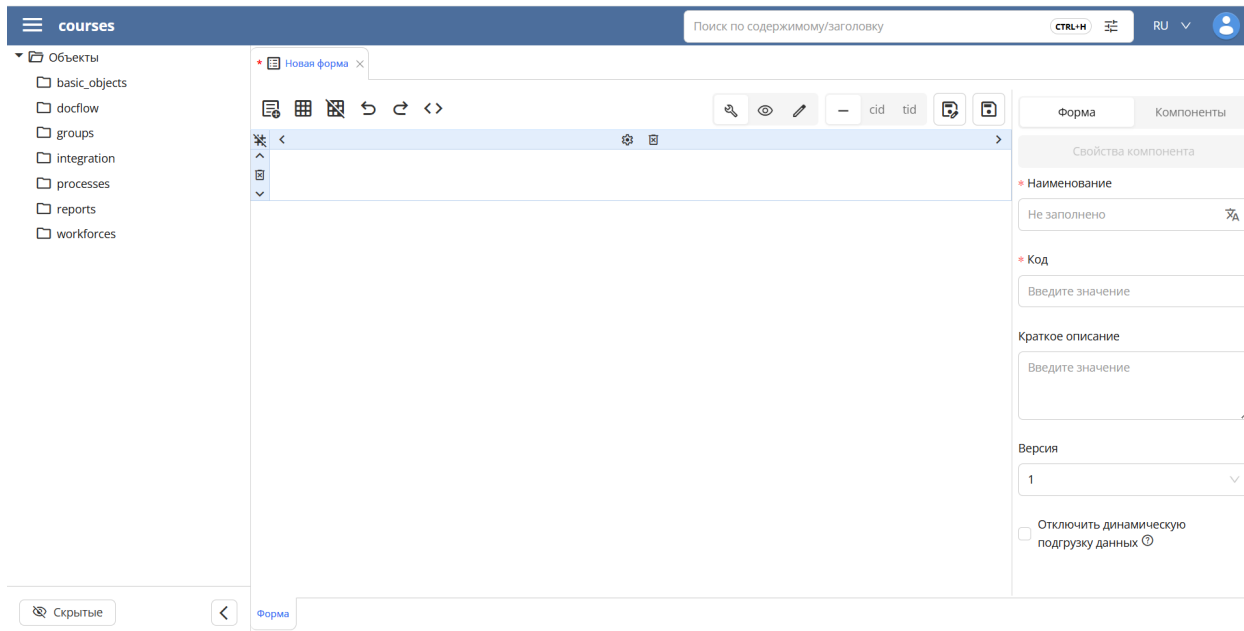 courses
Поиск по содержимому/заголовку
CTRL+H
RU
Объекты
basic_objects
docflow
groups
integration
processes
reports
workforces
* Новая форма
cid tid
Форма Компоненты
Свойства компонента
* Наименование
Не заполнено
* Код
Введите значение
Краткое описание
Введите значение
Версия
1
Отключить динамическую
подгрузку данных
Скрытые
Форма